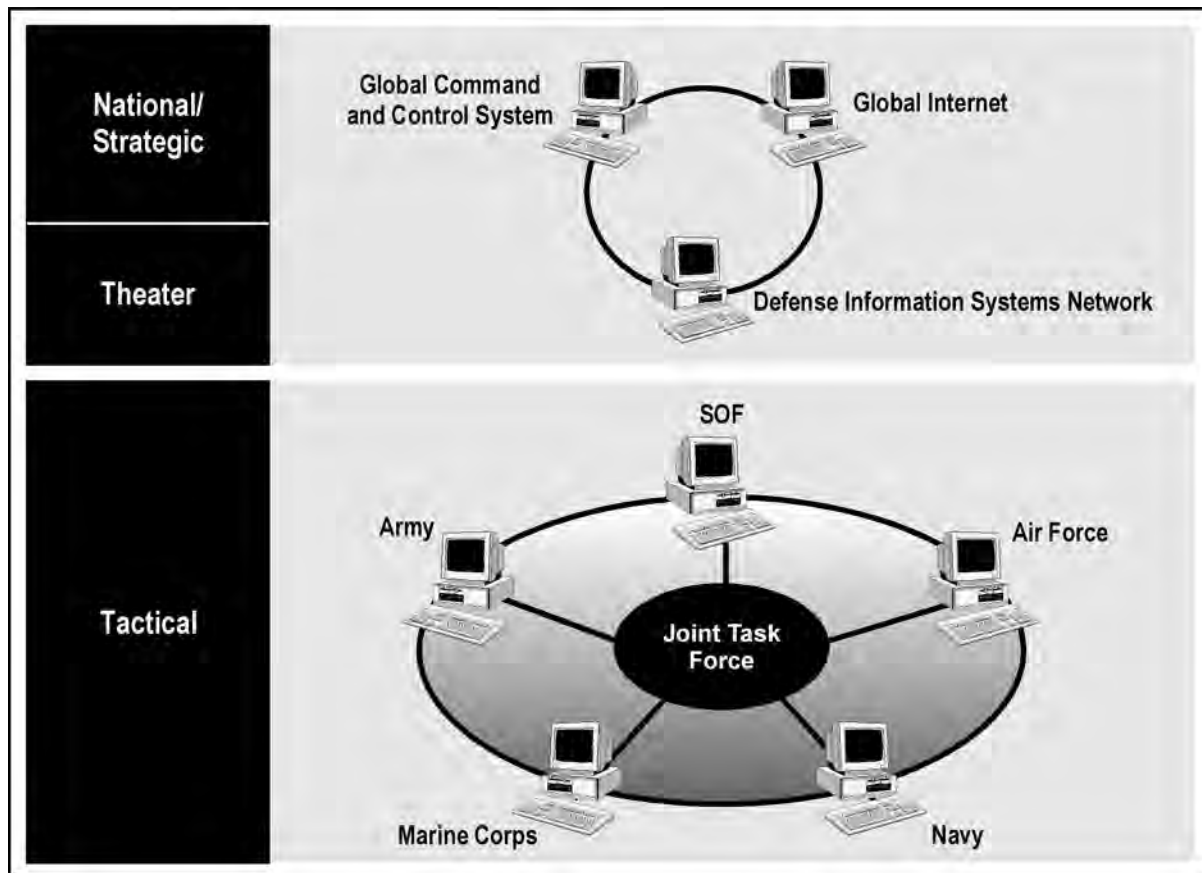 National/
Strategic
Global Command
and Control System
Global Internet
Theater
Defense Information Systems Network
Tactical
SOF
Army
Air Force
Joint Task
Force
Marine Corps
Navy